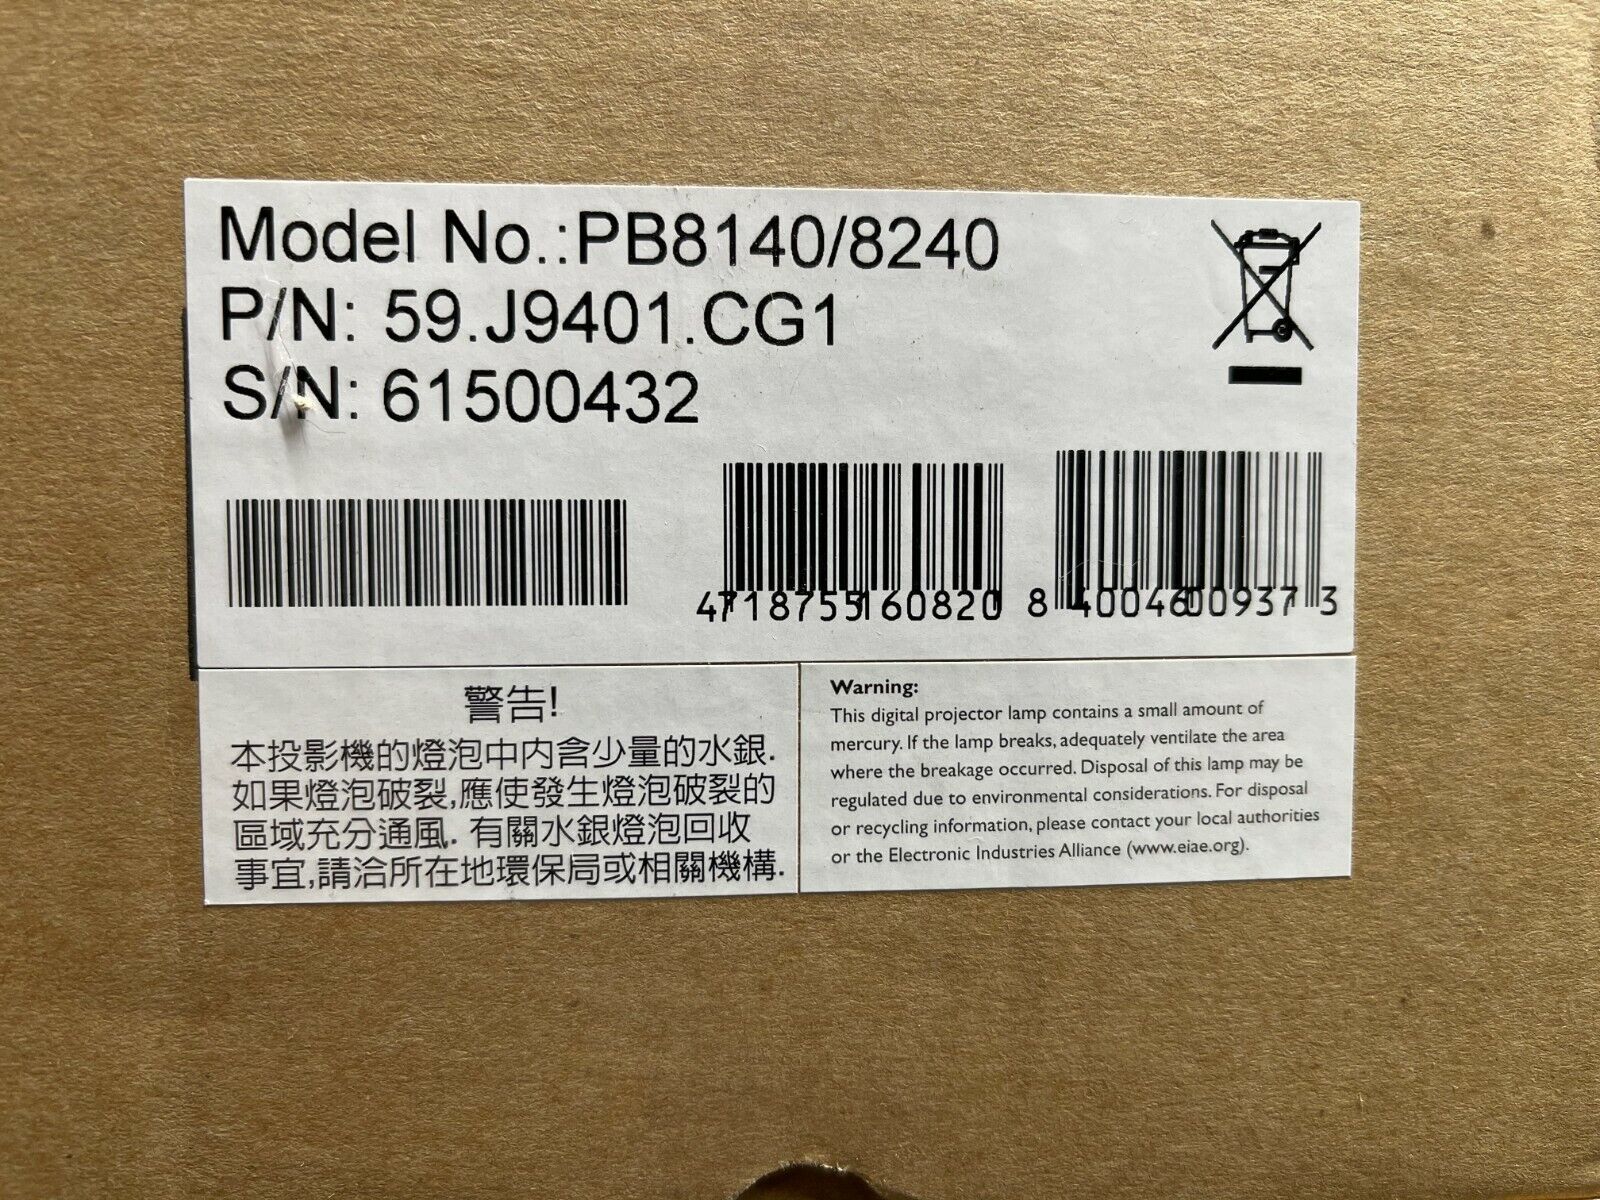 Model No.:PB8140/8240
P/N: 59.J9401.CG1
S/N: 61500432
4718755160820
8 4004600937 3
警告!
本投影機的燈泡中內含少量的水銀.
如果燈泡破裂,應使發生燈泡破裂的
區域充分通風. 有關水銀燈泡回收
事宜,請洽所在地環保局或相關機構.
Warning:
This digital projector lamp contains a small amount of
mercury. If the lamp breaks, adequately ventilate the area
where the breakage occurred. Disposal of this lamp may be
regulated due to environmental considerations. For disposal
or recycling information, please contact your local authorities
or the Electronic Industries Alliance (www.eiae.org).